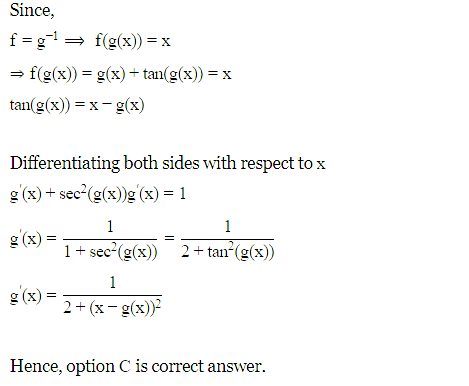 Since,
f = g⁻¹ ⟹ f(g(x)) = x
⇒ f(g(x)) = g(x) + tan(g(x)) = x
tan(g(x)) = x − g(x)
Differentiating both sides with respect to x
g'(x) + sec²(g(x))g'(x) = 1
g'(x) = 1/(1 + sec²(g(x))) = 1/(2 + tan²(g(x)))
g'(x) = 1/(2 + (x − g(x))²)
Hence, option C is correct answer.